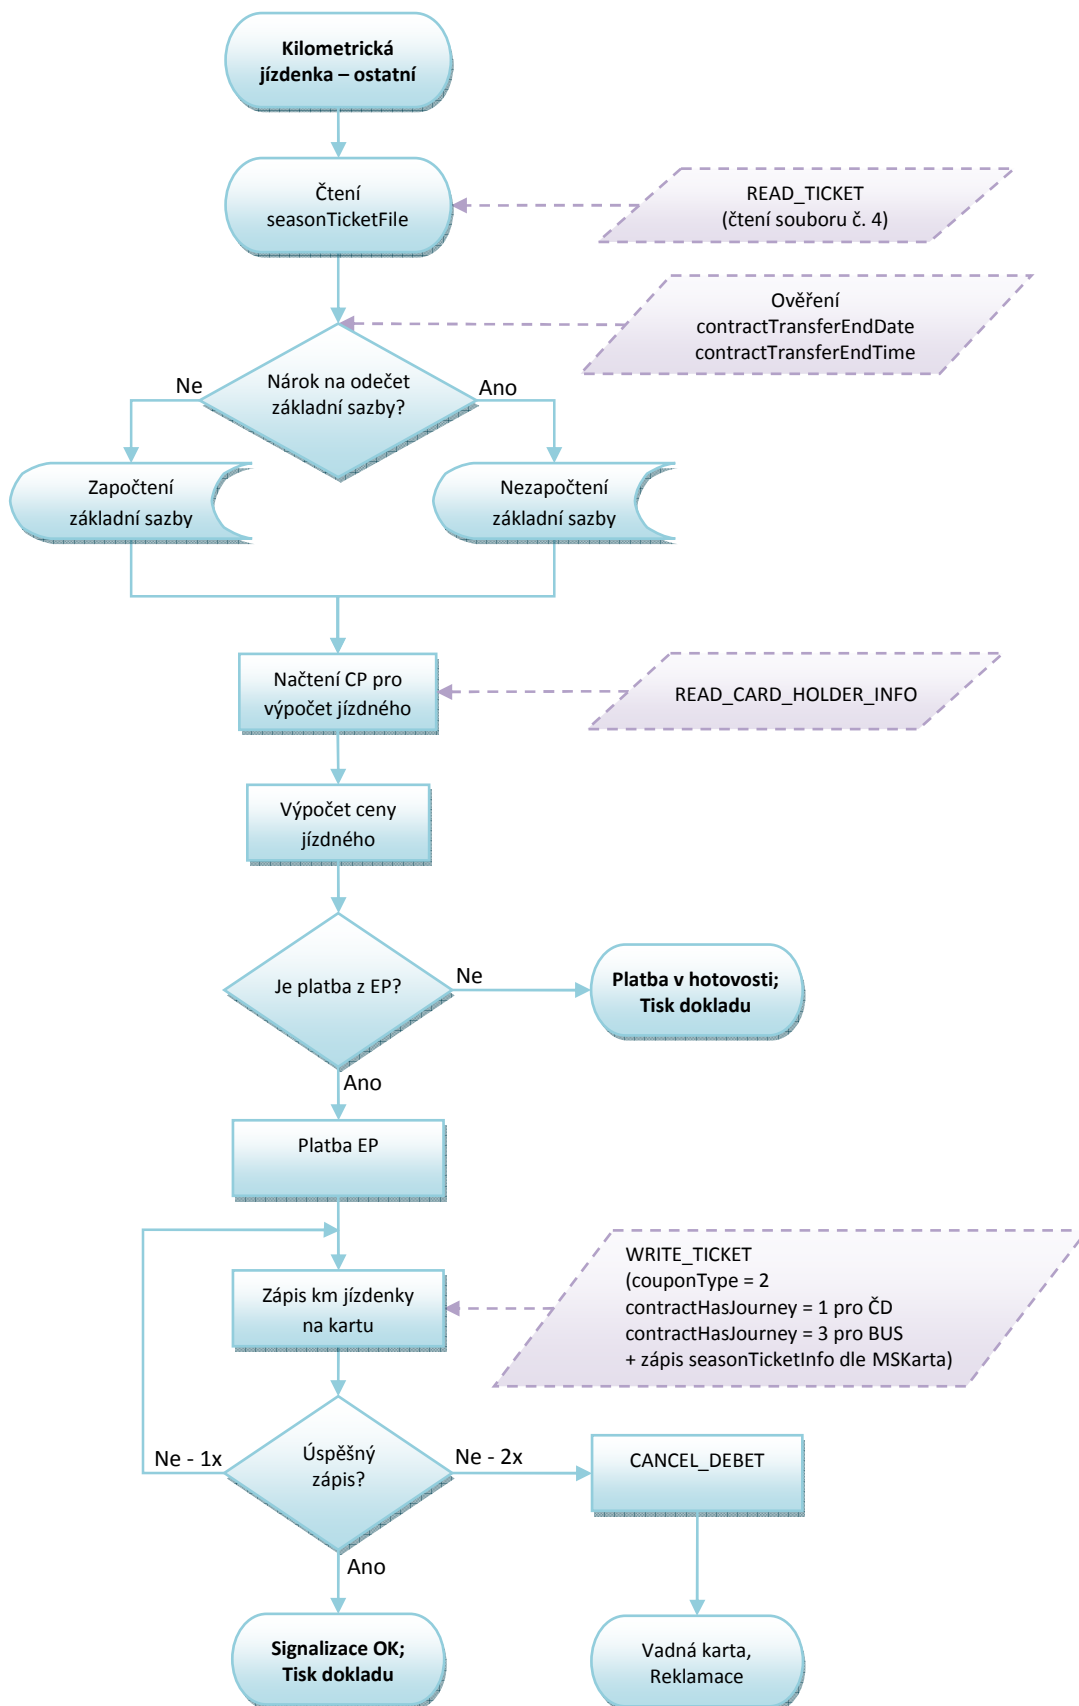 Kilometrická
jízdenka – ostatní
Čtení
seasonTicketFile
READ_TICKET
(čtení souboru č. 4)
Ověření
contractTransferEndDate
contractTransferEndTime
Nárok na odečet
základní sazby?
Ne
Ano
Započtení
základní sazby
Nezapočtení
základní sazby
Načtení CP pro
výpočet jízdného
READ_CARD_HOLDER_INFO
Výpočet ceny
jízdného
Je platba z EP?
Ne
Platba v hotovosti;
Tisk dokladu
Ano
Platba EP
WRITE_TICKET
(couponType = 2
contractHasJourney = 1 pro ČD
contractHasJourney = 3 pro BUS
+ zápis seasonTicketInfo dle MSKarta)
Zápis km jízdenky
na kartu
Úspěšný
zápis?
Ne - 1x
Ne - 2x
CANCEL_DEBET
Ano
Signalizace OK;
Tisk dokladu
Vadná karta,
Reklamace